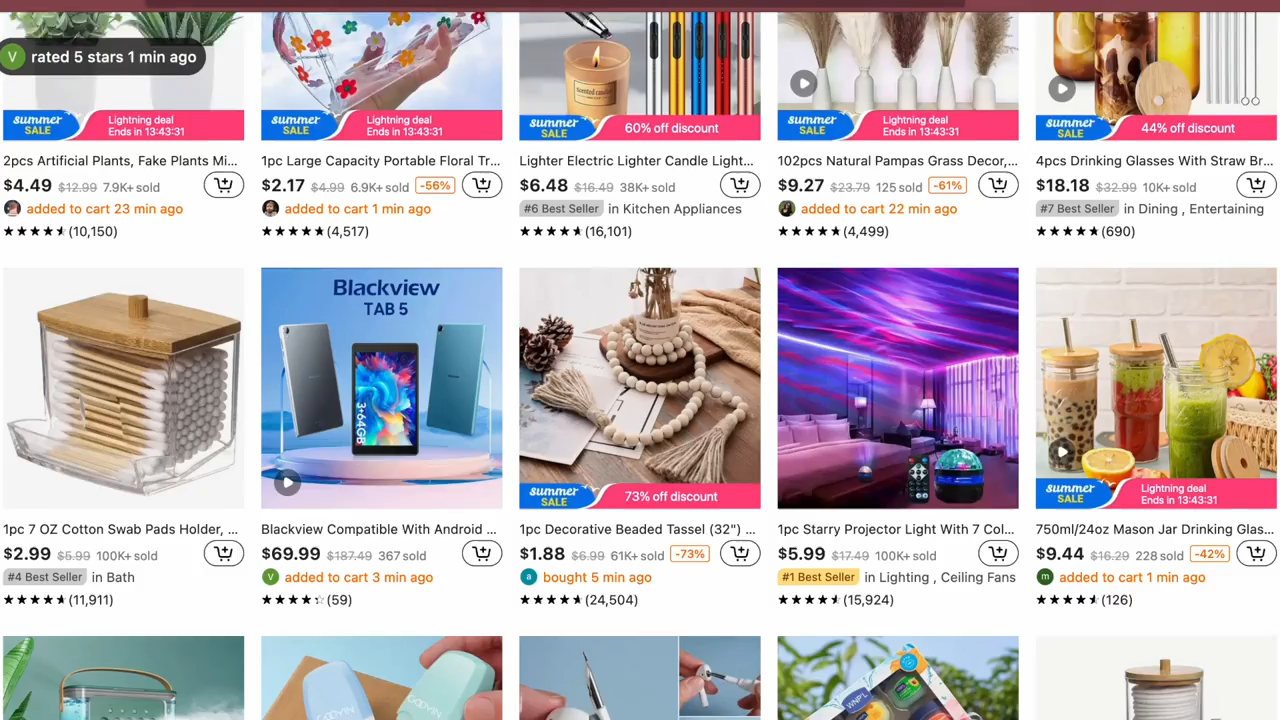 V rated 5 stars 1 min ago
summer SALE
Lightning deal
Ends in 13:43:31
2pcs Artificial Plants, Fake Plants Mi...
$4.49 $12.99 7.9K+ sold
added to cart 23 min ago
(10,150)
summer SALE
Lightning deal
Ends in 13:43:31
1pc Large Capacity Portable Floral Tr...
$2.17 $4.99 6.9K+ sold -56%
added to cart 1 min ago
(4,517)
scented candle
summer SALE
60% off discount
Lighter Electric Lighter Candle Light...
$6.48 $16.49 38K+ sold
#6 Best Seller in Kitchen Appliances
(16,101)
summer SALE
Lightning deal
Ends in 13:43:31
102pcs Natural Pampas Grass Decor,...
$9.27 $23.79 125 sold -61%
added to cart 22 min ago
(4,499)
summer SALE
44% off discount
4pcs Drinking Glasses With Straw Br...
$18.18 $32.99 10K+ sold
#7 Best Seller in Dining , Entertaining
(690)
1pc 7 OZ Cotton Swab Pads Holder, ...
$2.99 $5.99 100K+ sold
#4 Best Seller in Bath
(11,911)
Blackview
TAB 5
3+64GB
Blackview Compatible With Android ...
$69.99 $187.49 367 sold
V added to cart 3 min ago
(59)
summer SALE
73% off discount
1pc Decorative Beaded Tassel (32") ...
$1.88 $6.99 61K+ sold -73%
a bought 5 min ago
(24,504)
1pc Starry Projector Light With 7 Col...
$5.99 $17.49 100K+ sold
#1 Best Seller in Lighting , Ceiling Fans
(15,924)
summer SALE
Lightning deal
Ends in 13:43:31
750ml/24oz Mason Jar Drinking Glas...
$9.44 $16.29 228 sold -42%
m added to cart 1 min ago
(126)
WNPL